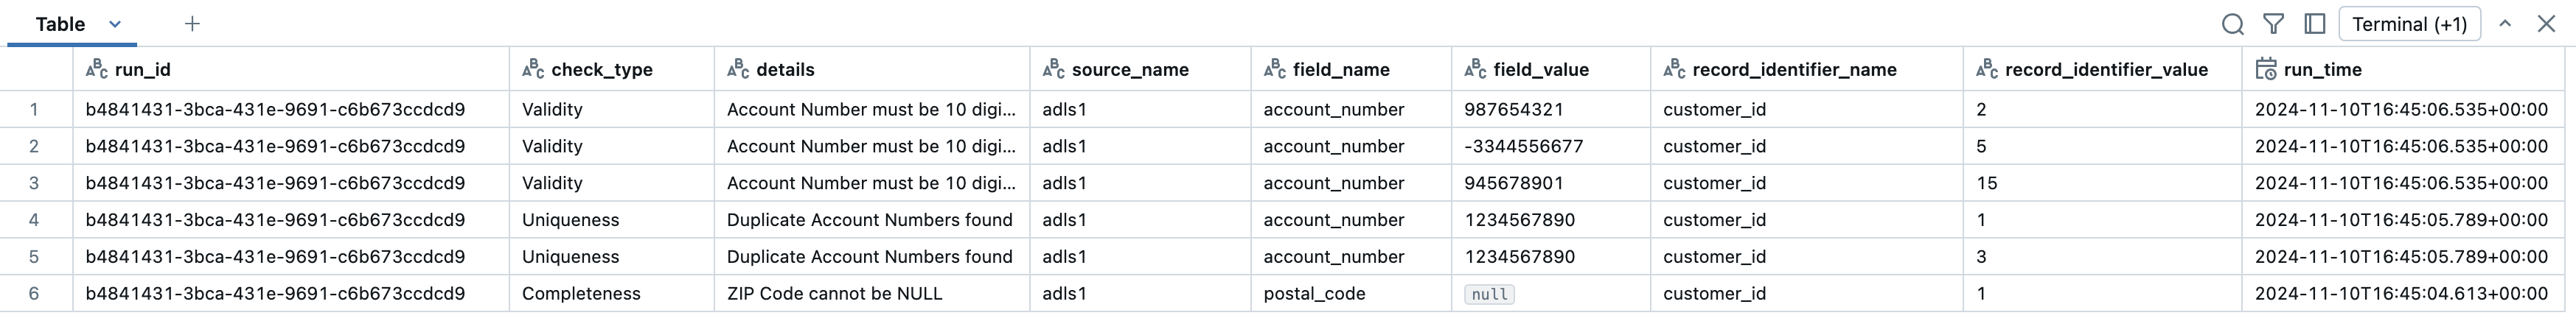 Table Terminal (+1)
run_id check_type details source_name field_name field_value record_identifier_name record_identifier_value run_time
1 b4841431-3bca-431e-9691-c6b673ccdcd9 Validity Account Number must be 10 digi... adls1 account_number 987654321 customer_id 2 2024-11-10T16:45:06.535+00:00
2 b4841431-3bca-431e-9691-c6b673ccdcd9 Validity Account Number must be 10 digi... adls1 account_number -3344556677 customer_id 5 2024-11-10T16:45:06.535+00:00
3 b4841431-3bca-431e-9691-c6b673ccdcd9 Validity Account Number must be 10 digi... adls1 account_number 945678901 customer_id 15 2024-11-10T16:45:06.535+00:00
4 b4841431-3bca-431e-9691-c6b673ccdcd9 Uniqueness Duplicate Account Numbers found adls1 account_number 1234567890 customer_id 1 2024-11-10T16:45:05.789+00:00
5 b4841431-3bca-431e-9691-c6b673ccdcd9 Uniqueness Duplicate Account Numbers found adls1 account_number 1234567890 customer_id 3 2024-11-10T16:45:05.789+00:00
6 b4841431-3bca-431e-9691-c6b673ccdcd9 Completeness ZIP Code cannot be NULL adls1 postal_code null customer_id 1 2024-11-10T16:45:04.613+00:00